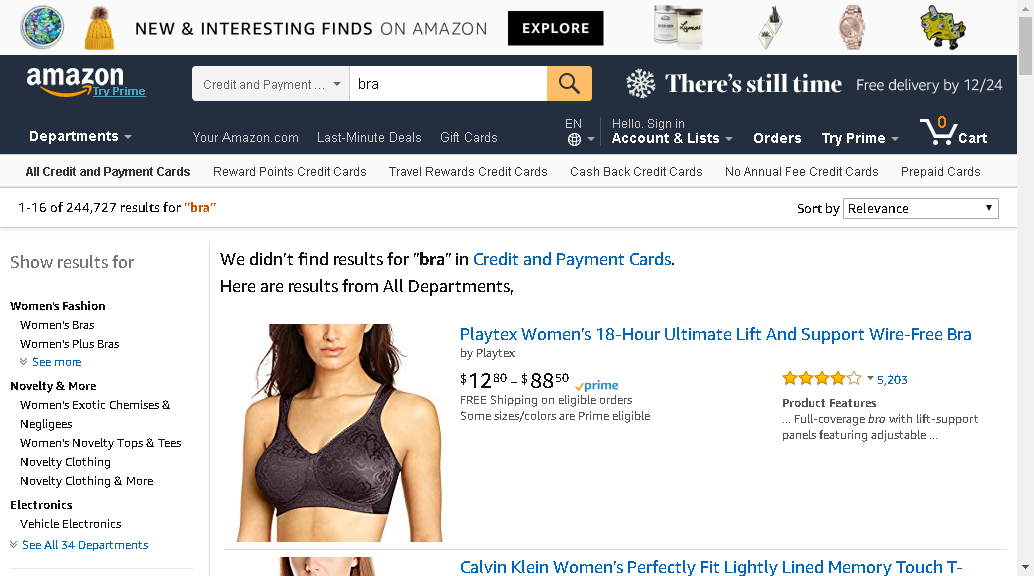 NEW & INTERESTING FINDS ON AMAZON EXPLORE
amazon
Try Prime
Credit and Payment ... bra
There's still time Free delivery by 12/24
Departments
Your Amazon.com Last-Minute Deals Gift Cards
EN
Hello. Sign in
Account & Lists Orders Try Prime 0 Cart
All Credit and Payment Cards Reward Points Credit Cards Travel Rewards Credit Cards Cash Back Credit Cards No Annual Fee Credit Cards Prepaid Cards
1-16 of 244,727 results for "bra" Sort by Relevance
Show results for
Women's Fashion
Women's Bras
Women's Plus Bras
See more
Novelty & More
Women's Exotic Chemises &
Negligees
Women's Novelty Tops & Tees
Novelty Clothing
Novelty Clothing & More
Electronics
Vehicle Electronics
See All 34 Departments
We didn't find results for "bra" in Credit and Payment Cards.
Here are results from All Departments,
Playtex Women's 18-Hour Ultimate Lift And Support Wire-Free Bra
by Playtex
$1280 - $8850 prime
FREE Shipping on eligible orders
Some sizes/colors are Prime eligible
5,203
Product Features
... Full-coverage bra with lift-support
panels featuring adjustable ...
Calvin Klein Women's Perfectly Fit Lightly Lined Memory Touch T-